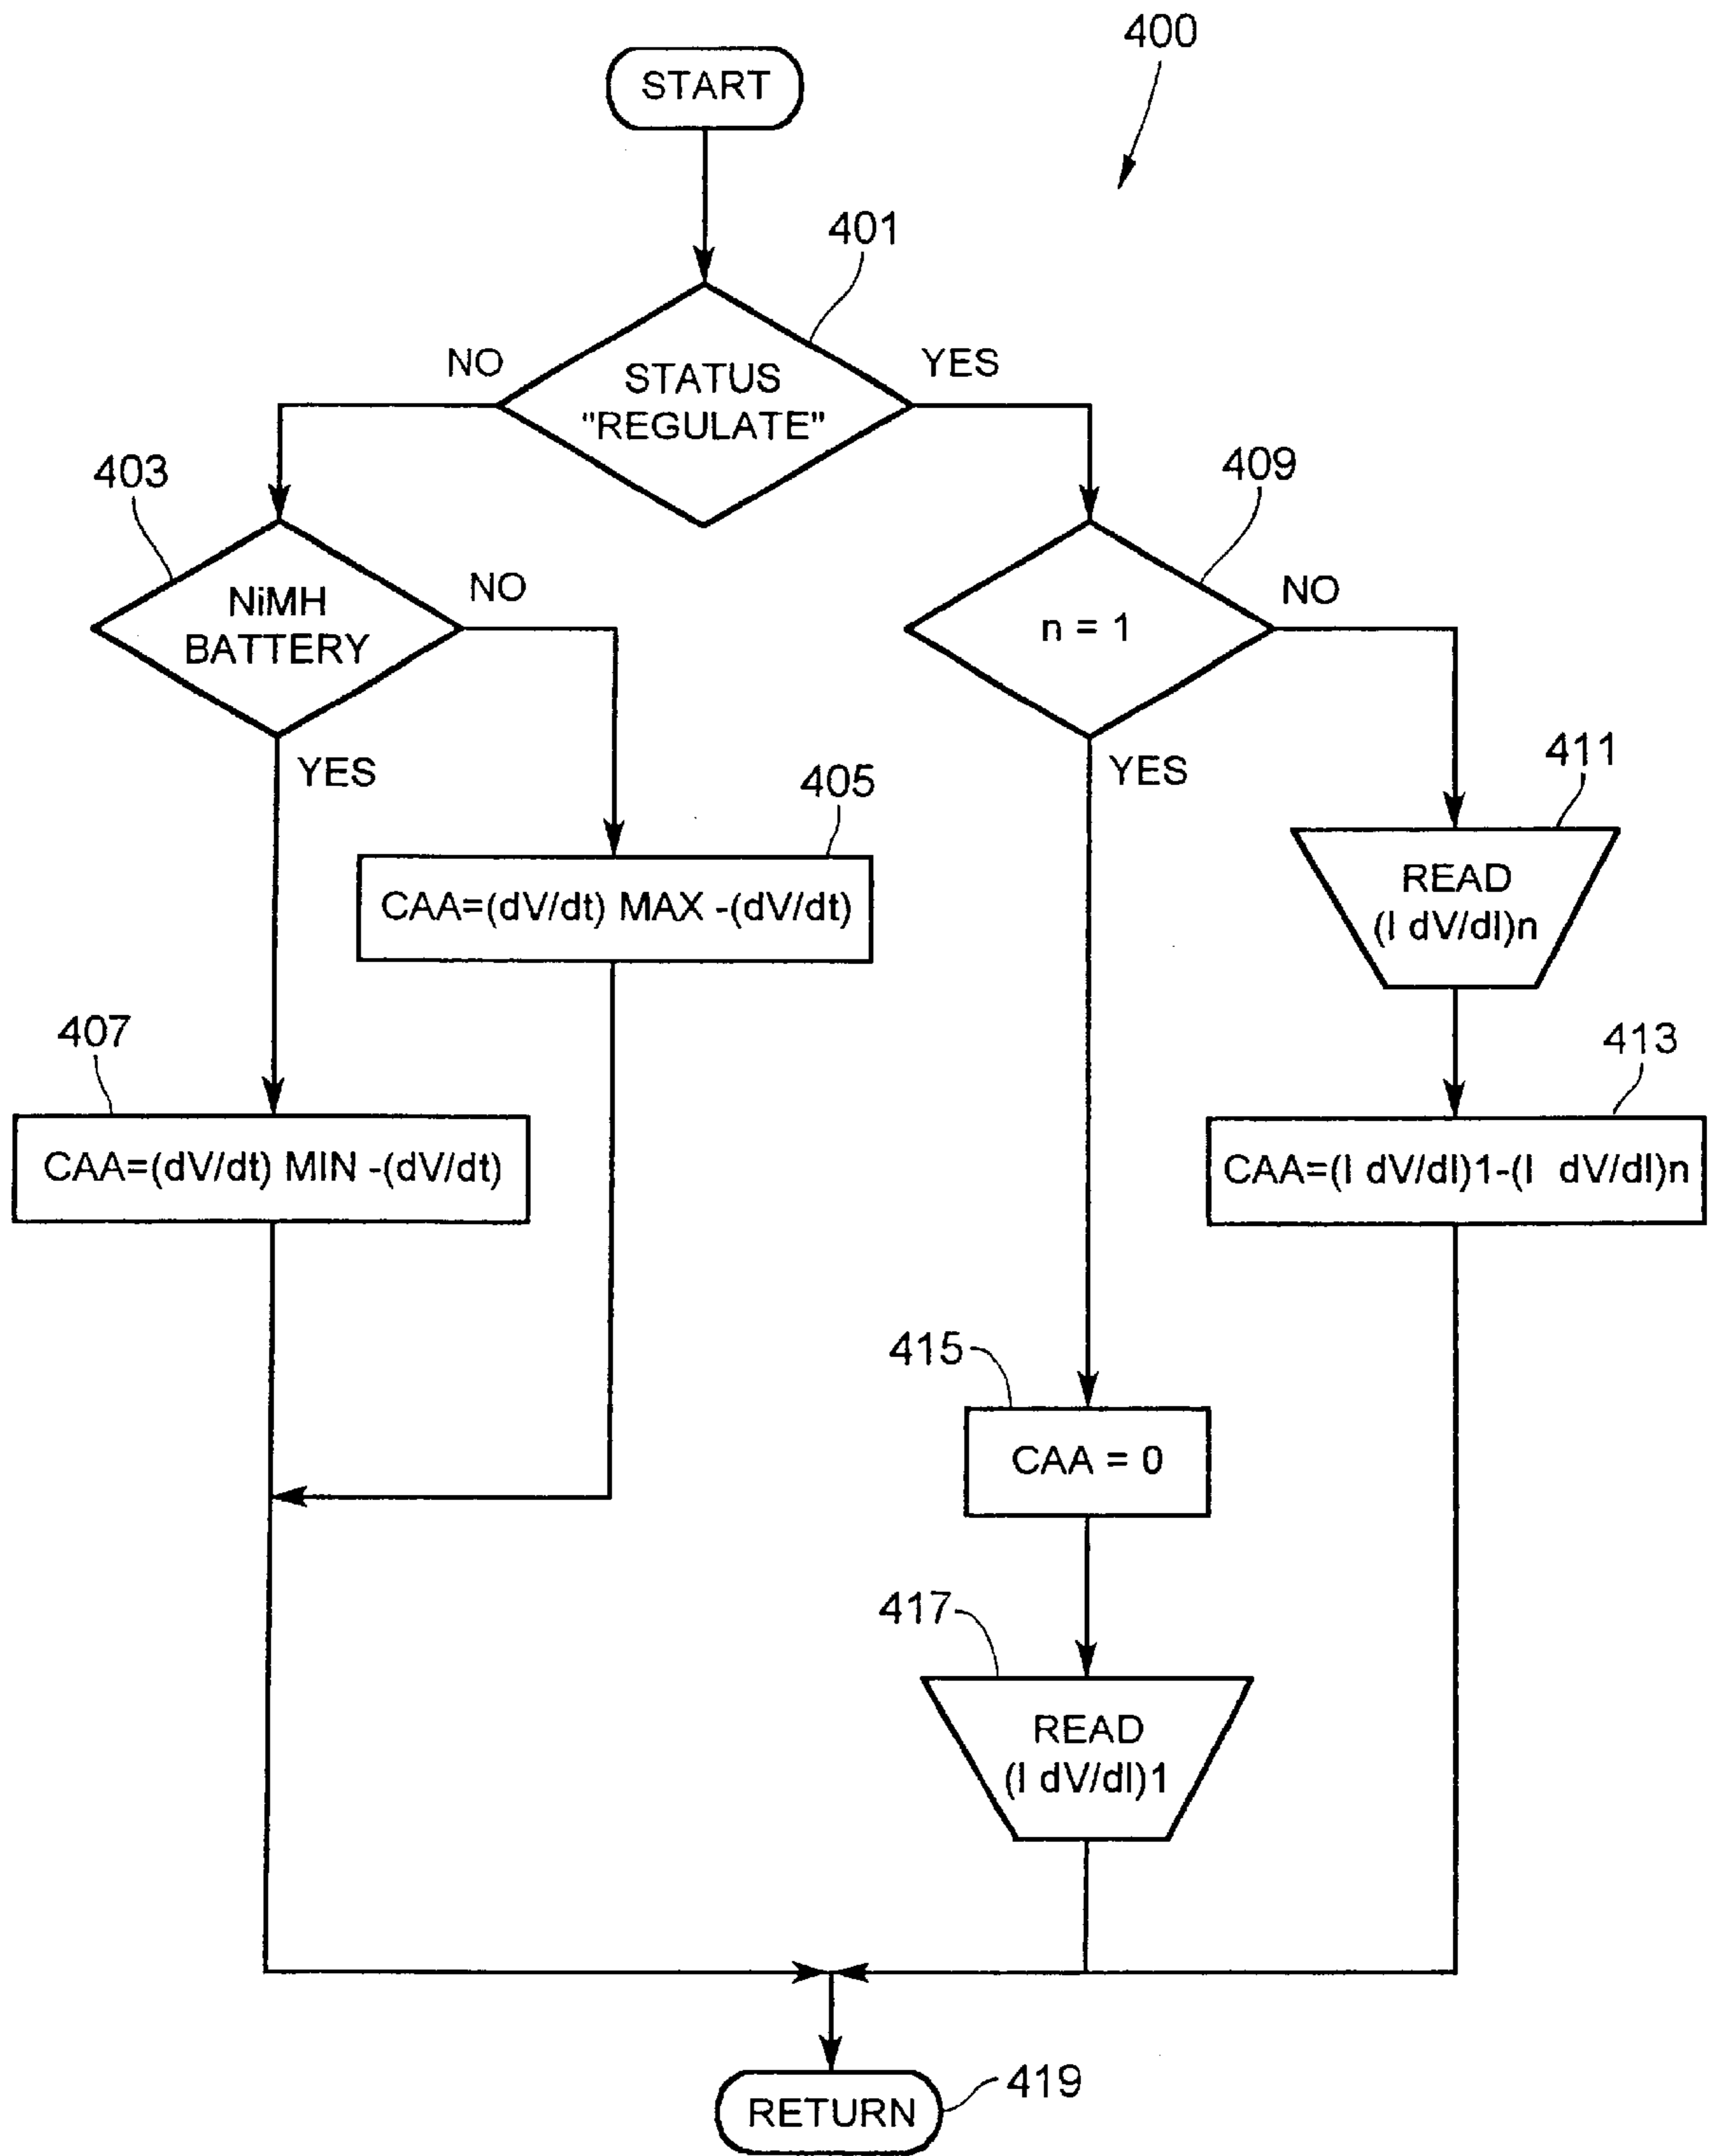 400
START
401
NO
YES
STATUS
"REGULATE"
403
409
NiMH
BATTERY
NO
n = 1
NO
YES
YES
405
411
CAA=(dV/dt) MAX -(dV/dt)
READ
(I dV/dI)n
407
413
CAA=(dV/dt) MIN -(dV/dt)
CAA=(I dV/dI)1-(I dV/dI)n
415
CAA = 0
417
READ
(I dV/dI)1
419
RETURN